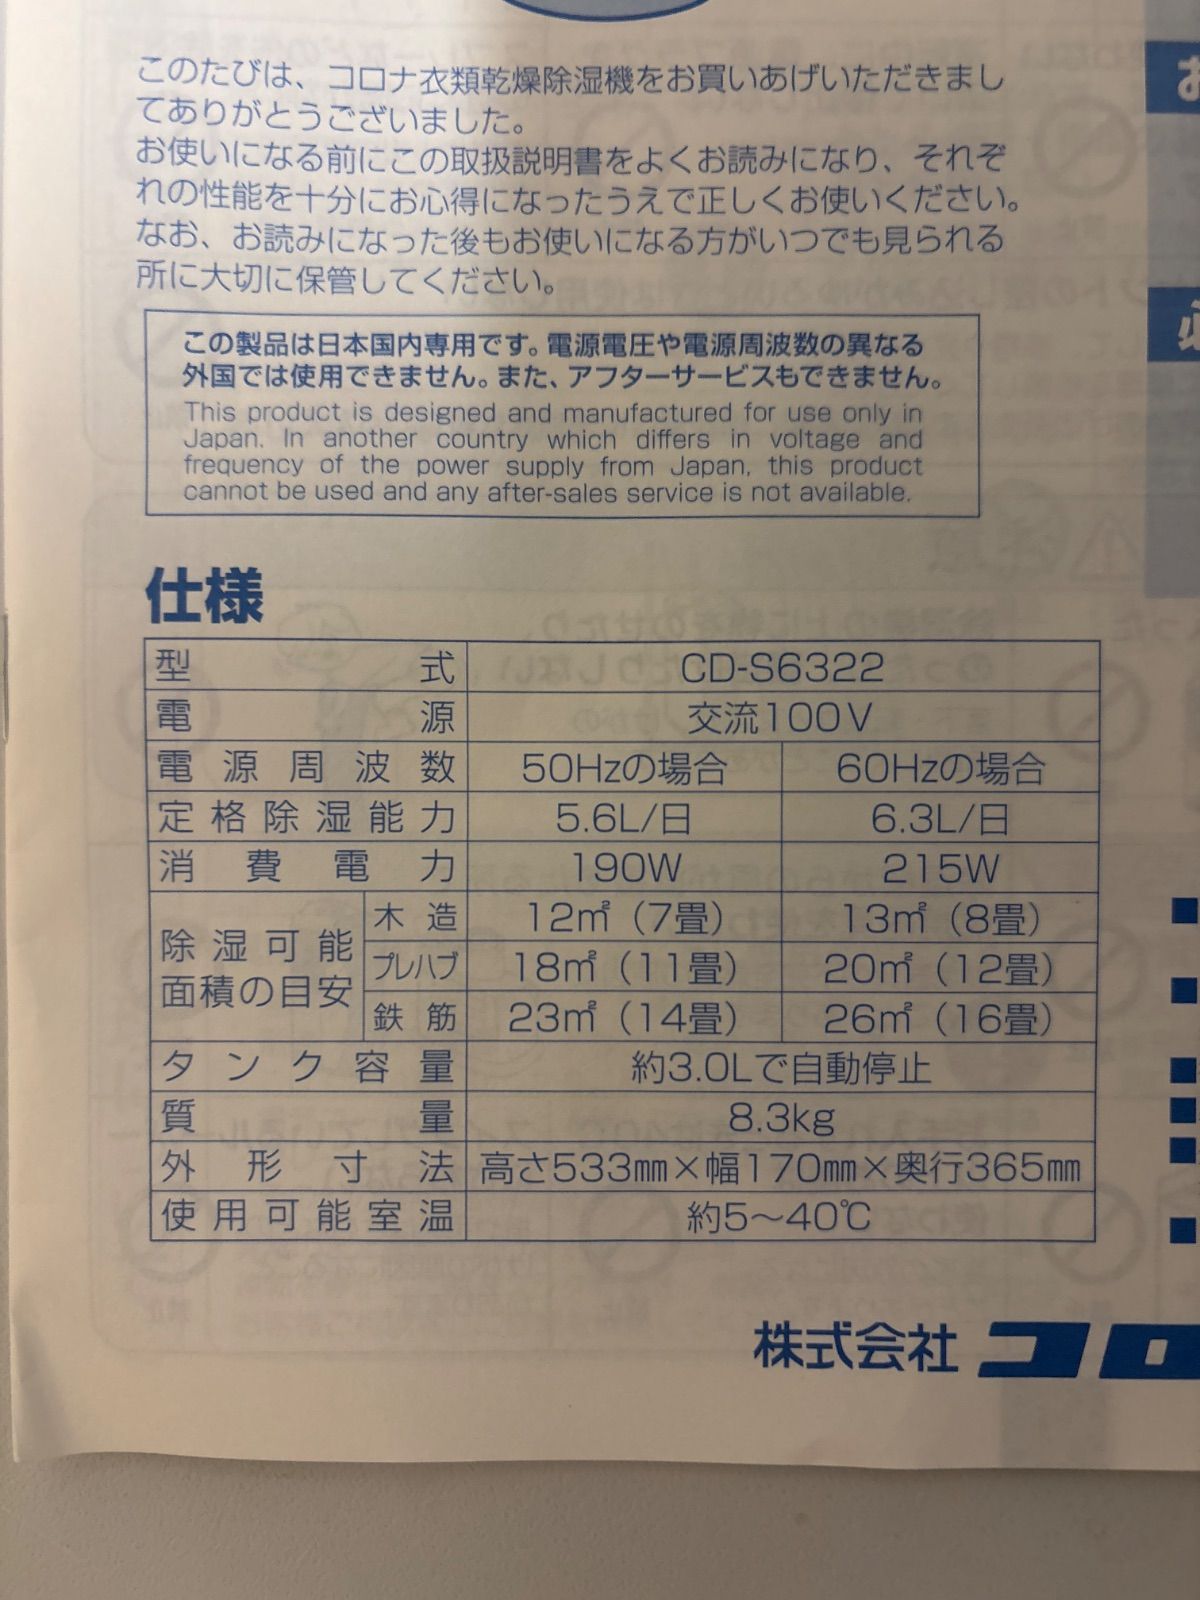 このたびは、コロナ衣類乾燥除湿機をお買いあげいただきまし
てありがとうございました。
お使いになる前にこの取扱説明書をよくお読みになり、それぞ
れの性能を十分にお心得になったうえで正しくお使いください。
なお、お読みになった後もお使いになる方がいつでも見られる
所に大切に保管してください。
この製品は日本国内専用です。電源電圧や電源周波数の異なる
外国では使用できません。また、アフターサービスもできません。
This product is designed and manufactured for use only in
Japan. In another country which differs in voltage and
frequency of the power supply from Japan, this product
cannot be used and any after-sales service is not available.
仕様
型式 CD-S6322
電源 交流100V
電源周波数 50Hzの場合 60Hzの場合
定格除湿能力 5.6L/日 6.3L/日
消費電力 190W 215W
除湿可能
面積の目安
木造 12㎡（7畳） 13㎡（8畳）
プレハブ 18㎡（11畳） 20㎡（12畳）
鉄筋 23㎡（14畳） 26㎡（16畳）
タンク容量 約3.0Lで自動停止
質量 8.3kg
外形寸法 高さ533㎜×幅170㎜×奥行365㎜
使用可能室温 約5～40℃
株式会社 コロ
お